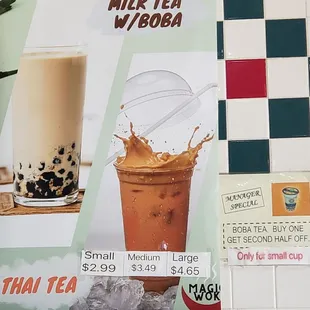 MILK TEA
W/BOBA
MANAGER
SPECIAL
BOBA TEA BUY ONE
GET SECOND HALF OFF
Only for small cup
Small
$2.99
Medium
$3.49
Large
$4.65
THAI TEA
MAGIC
WOK